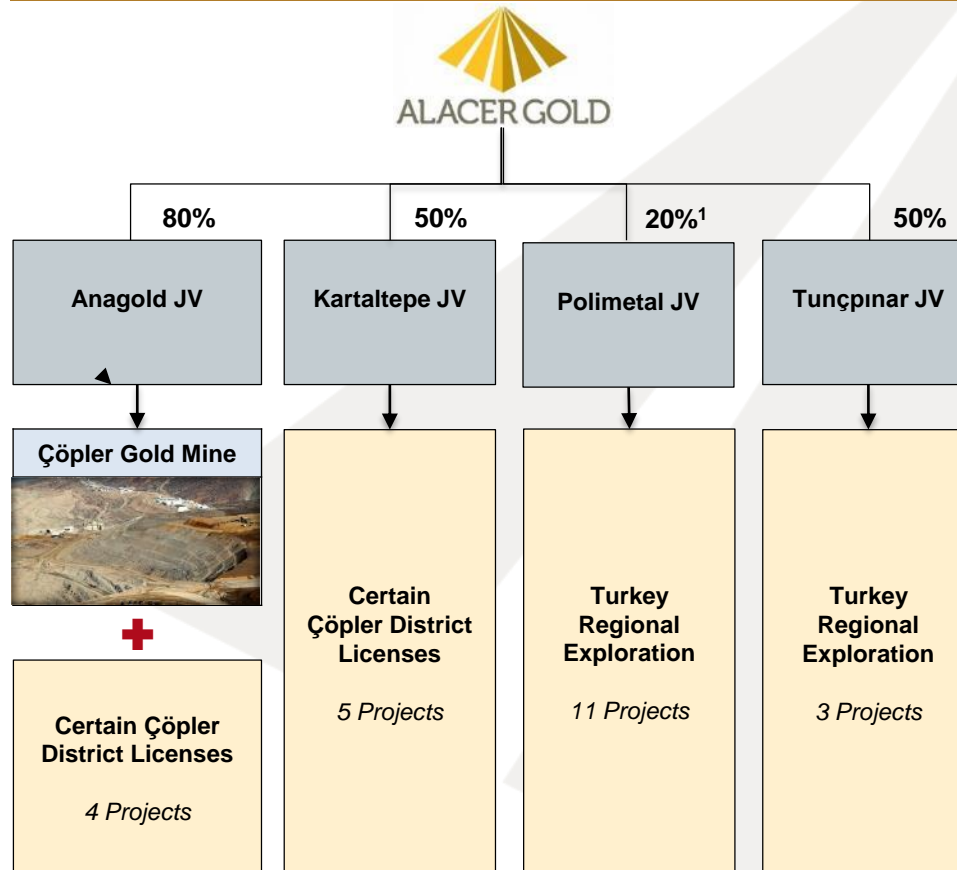 ALACER GOLD
80%
50%
20%¹
50%
Anagold JV
Kartaltepe JV
Polimetal JV
Tunçpınar JV
Çöpler Gold Mine
Certain Çöpler
District Licenses
4 Projects
Certain
Çöpler District
Licenses
5 Projects
Turkey
Regional
Exploration
11 Projects
Turkey
Regional
Exploration
3 Projects